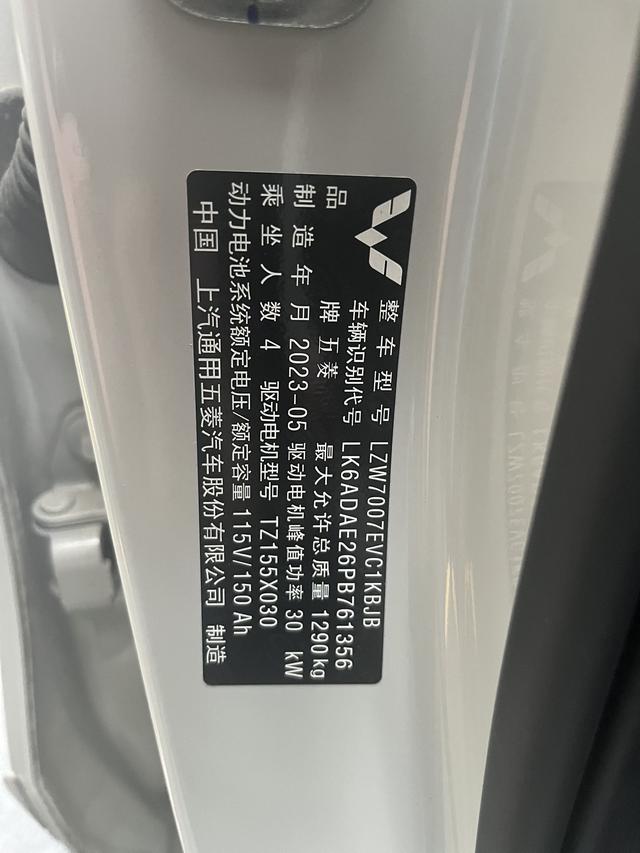 整车型号 LZW7007EVC1KBJB
车辆识别代号 LK6ADAE26PB761356
品牌 五菱 最大允许总质量 1290kg
制造年月 2023-05 驱动电机峰值功率 30 kW
乘坐人数 4 驱动电机型号 TZ155X030
动力电池系统额定电压/额定容量 115V/150Ah
中国 上汽通用五菱汽车股份有限公司 制造